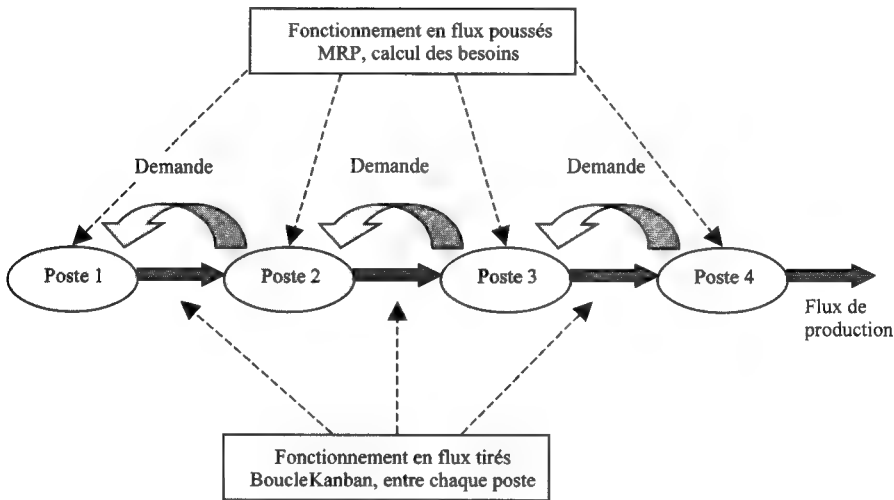 Fonctionnement en flux poussés
MRP, calcul des besoins
Demande
Demande
Demande
Poste 1
Poste 2
Poste 3
Poste 4
Flux de
production
Fonctionnement en flux tirés
BoucleKanban, entre chaque poste